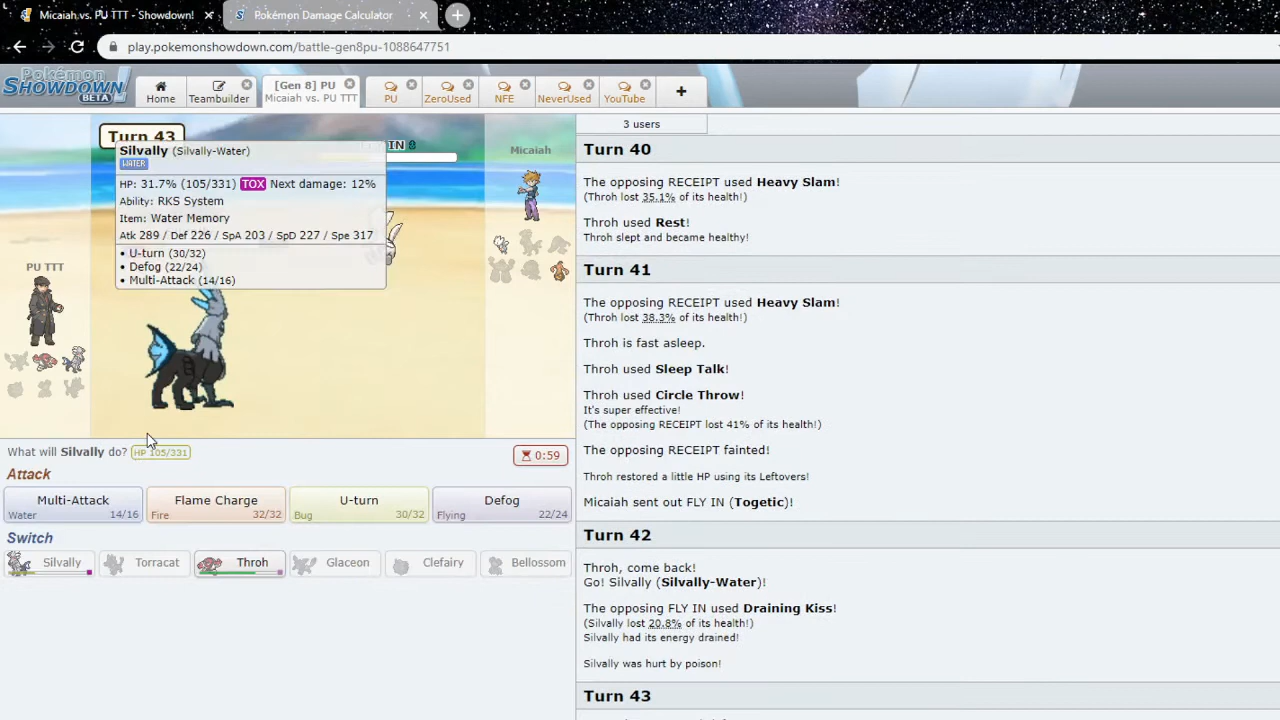 Micaiah vs. PU TTT - Showdown!
Pokémon Damage Calculator
play.pokemonshowdown.com/battle-gen8pu-1088647751
Pokémon
SHOWDOWN
BETA
Home
Teambuilder
[Gen 8] PU
Micaiah vs. PU TTT
PU
ZeroUsed
NFE
NeverUsed
YouTube
Turn 43
Silvally (Silvally-Water)
WATER
HP: 31.7% (105/331) TOX Next damage: 12%
Ability: RKS System
Item: Water Memory
Atk 289 / Def 226 / SpA 203 / SpD 227 / Spe 317
• U-turn (30/32)
• Defog (22/24)
• Multi-Attack (14/16)
Micaiah
PU TTT
What will Silvally do? HP 105/331
0:59
Attack
Multi-Attack
Water 14/16
Flame Charge
Fire 32/32
U-turn
Bug 30/32
Defog
Flying 22/24
Switch
Silvally
Torracat
Throh
Glaceon
Clefairy
Bellossom
3 users
Turn 40
The opposing RECEIPT used Heavy Slam!
(Throh lost 35.1% of its health!)
Throh used Rest!
Throh slept and became healthy!
Turn 41
The opposing RECEIPT used Heavy Slam!
(Throh lost 38.3% of its health!)
Throh is fast asleep.
Throh used Sleep Talk!
Throh used Circle Throw!
It's super effective!
(The opposing RECEIPT lost 41% of its health!)
The opposing RECEIPT fainted!
Throh restored a little HP using its Leftovers!
Micaiah sent out FLY IN (Togetic)!
Turn 42
Throh, come back!
Go! Silvally (Silvally-Water)!
The opposing FLY IN used Draining Kiss!
(Silvally lost 20.8% of its health!)
Silvally had its energy drained!
Silvally was hurt by poison!
Turn 43